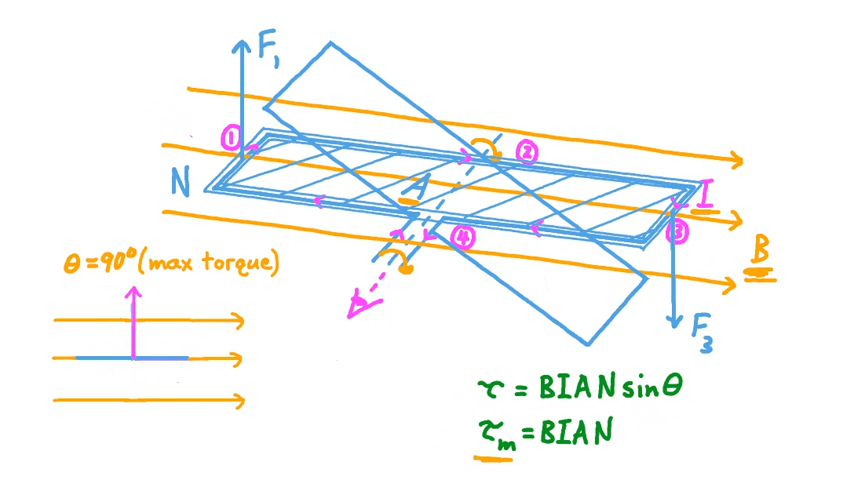 F₁
①
②
N
A
I
④
③
B
θ = 90° (max torque)
F₃
τ = BIAN sinθ
τₘ = BIAN